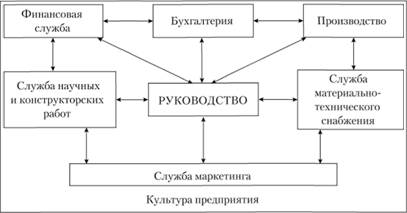 Финансовая
служба
Бухгалтерия
Производство
Служба научных
и конструкторских
работ
РУКОВОДСТВО
Служба
материально-
технического
снабжения
Служба маркетинга
Культура предприятия